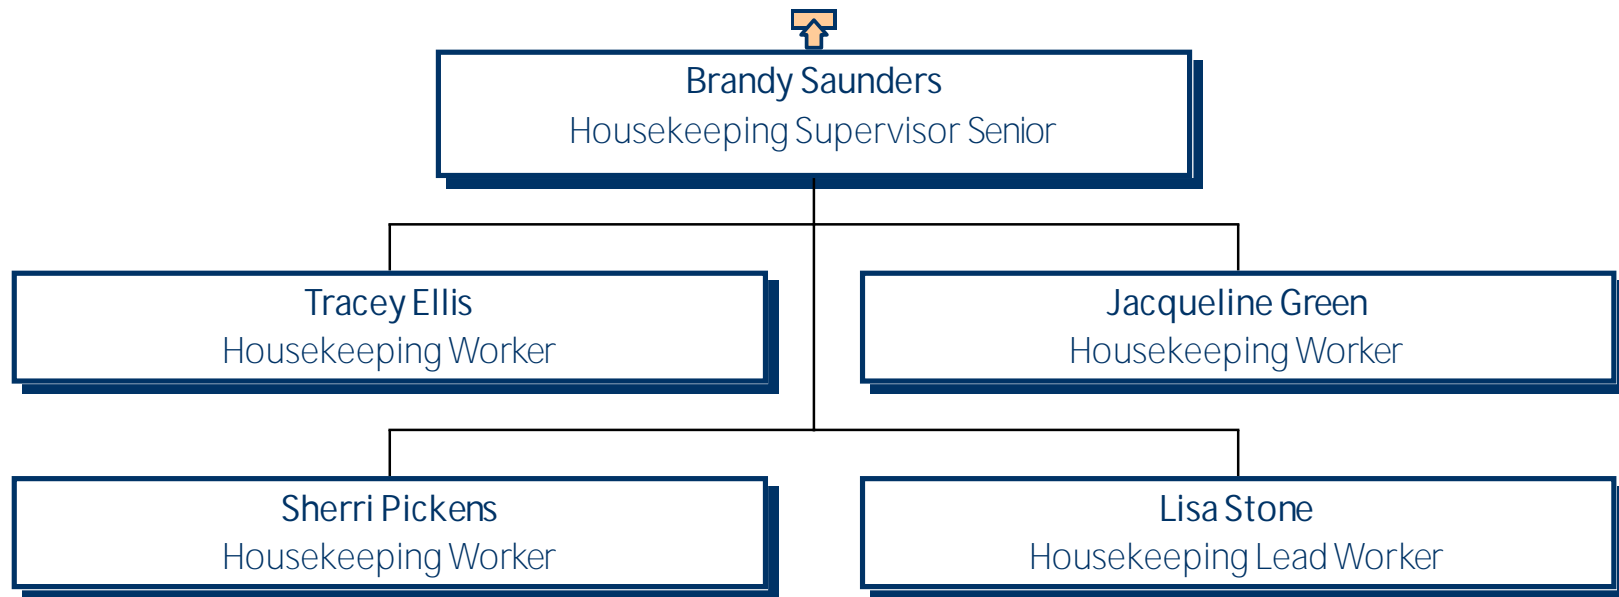 Brandy Saunders
Housekeeping Supervisor Senior
Tracey Ellis
Housekeeping Worker
Jacqueline Green
Housekeeping Worker
Sherri Pickens
Housekeeping Worker
Lisa Stone
Housekeeping Lead Worker